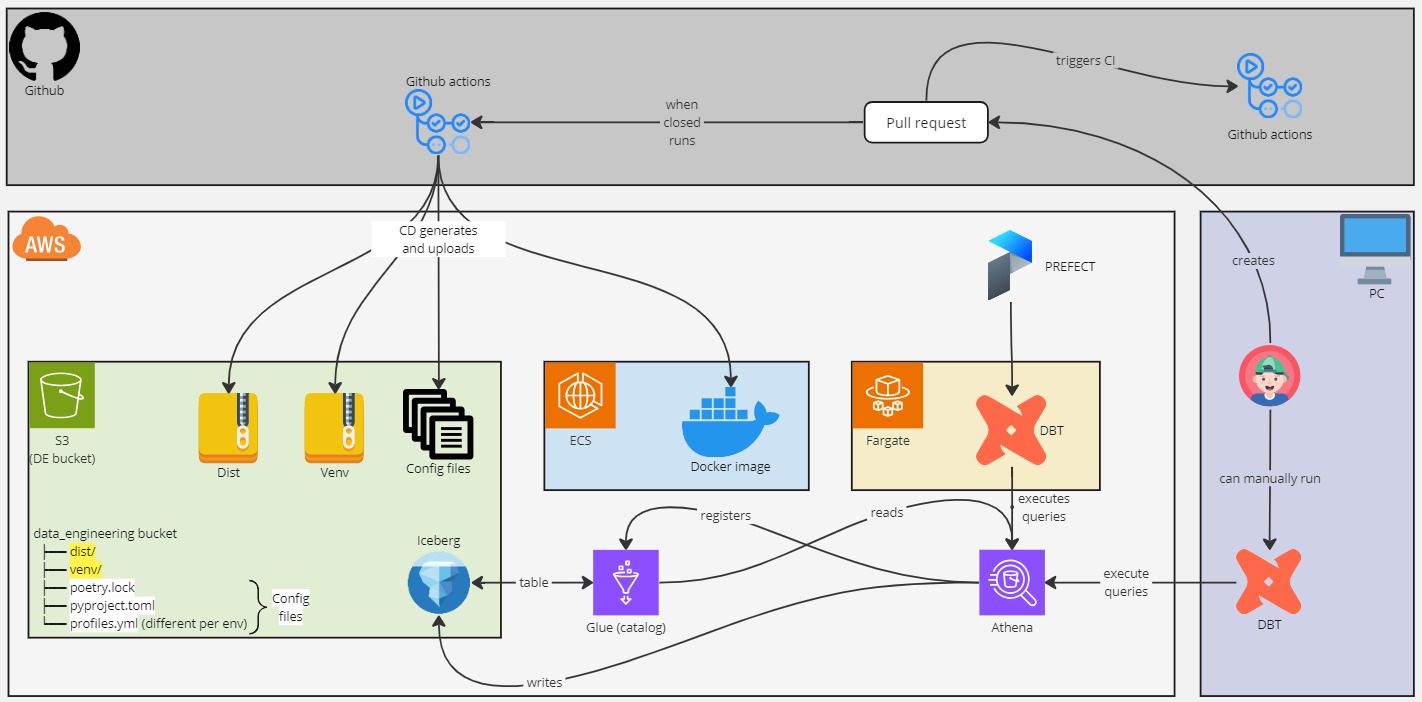 Github
Github actions
when
closed
runs
Pull request
triggers CI
Github actions
AWS
CD generates
and uploads
PREFECT
creates
PC
S3
(DE bucket)
Dist
Venv
Config files
ECS
Docker image
Fargate
DBT
can manually run
executes
queries
registers
reads
data_engineering bucket
dist/
venv/
poetry.lock
pyproject.toml
profiles.yml (different per env)
Config
files
Iceberg
table
Glue (catalog)
Athena
execute
queries
DBT
writes